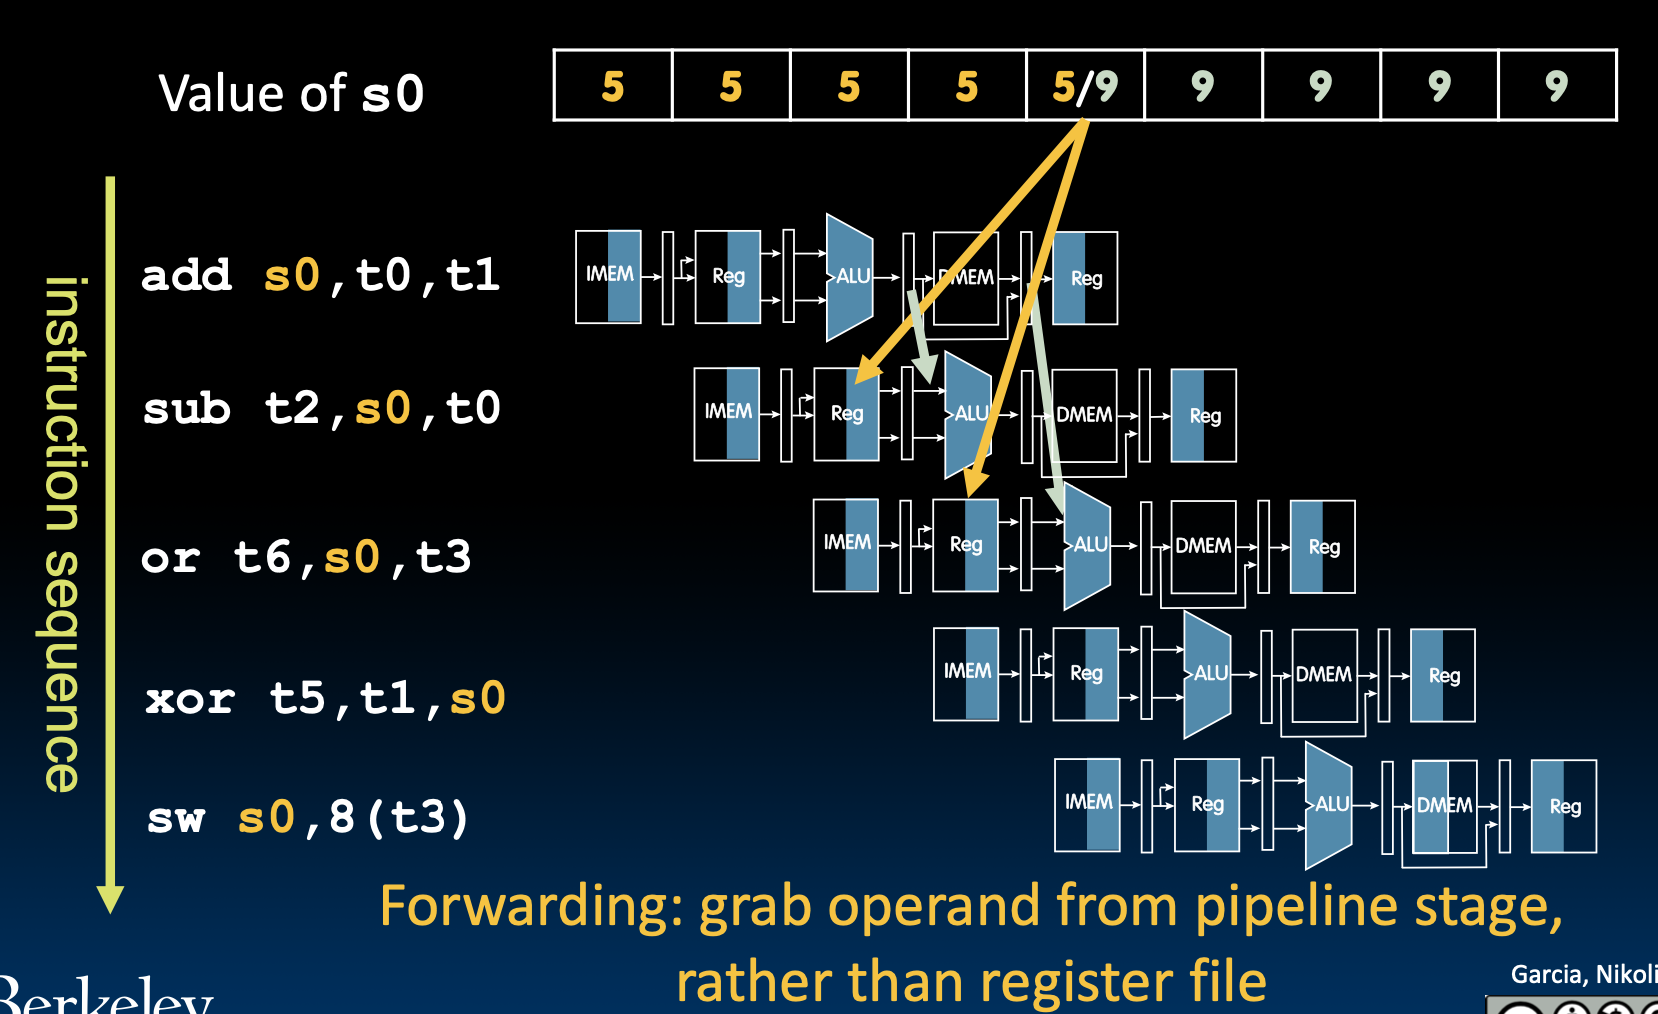 Value of s0
5 5 5 5 5/9 9 9 9 9
instruction sequence
add s0,t0,t1
IMEM Reg ALU DMEM Reg
sub t2,s0,t0
IMEM Reg ALU DMEM Reg
or t6,s0,t3
IMEM Reg ALU DMEM Reg
xor t5,t1,s0
IMEM Reg ALU DMEM Reg
sw s0,8(t3)
IMEM Reg ALU DMEM Reg
Forwarding: grab operand from pipeline stage,
rather than register file
Berkeley
Garcia, Nikoli